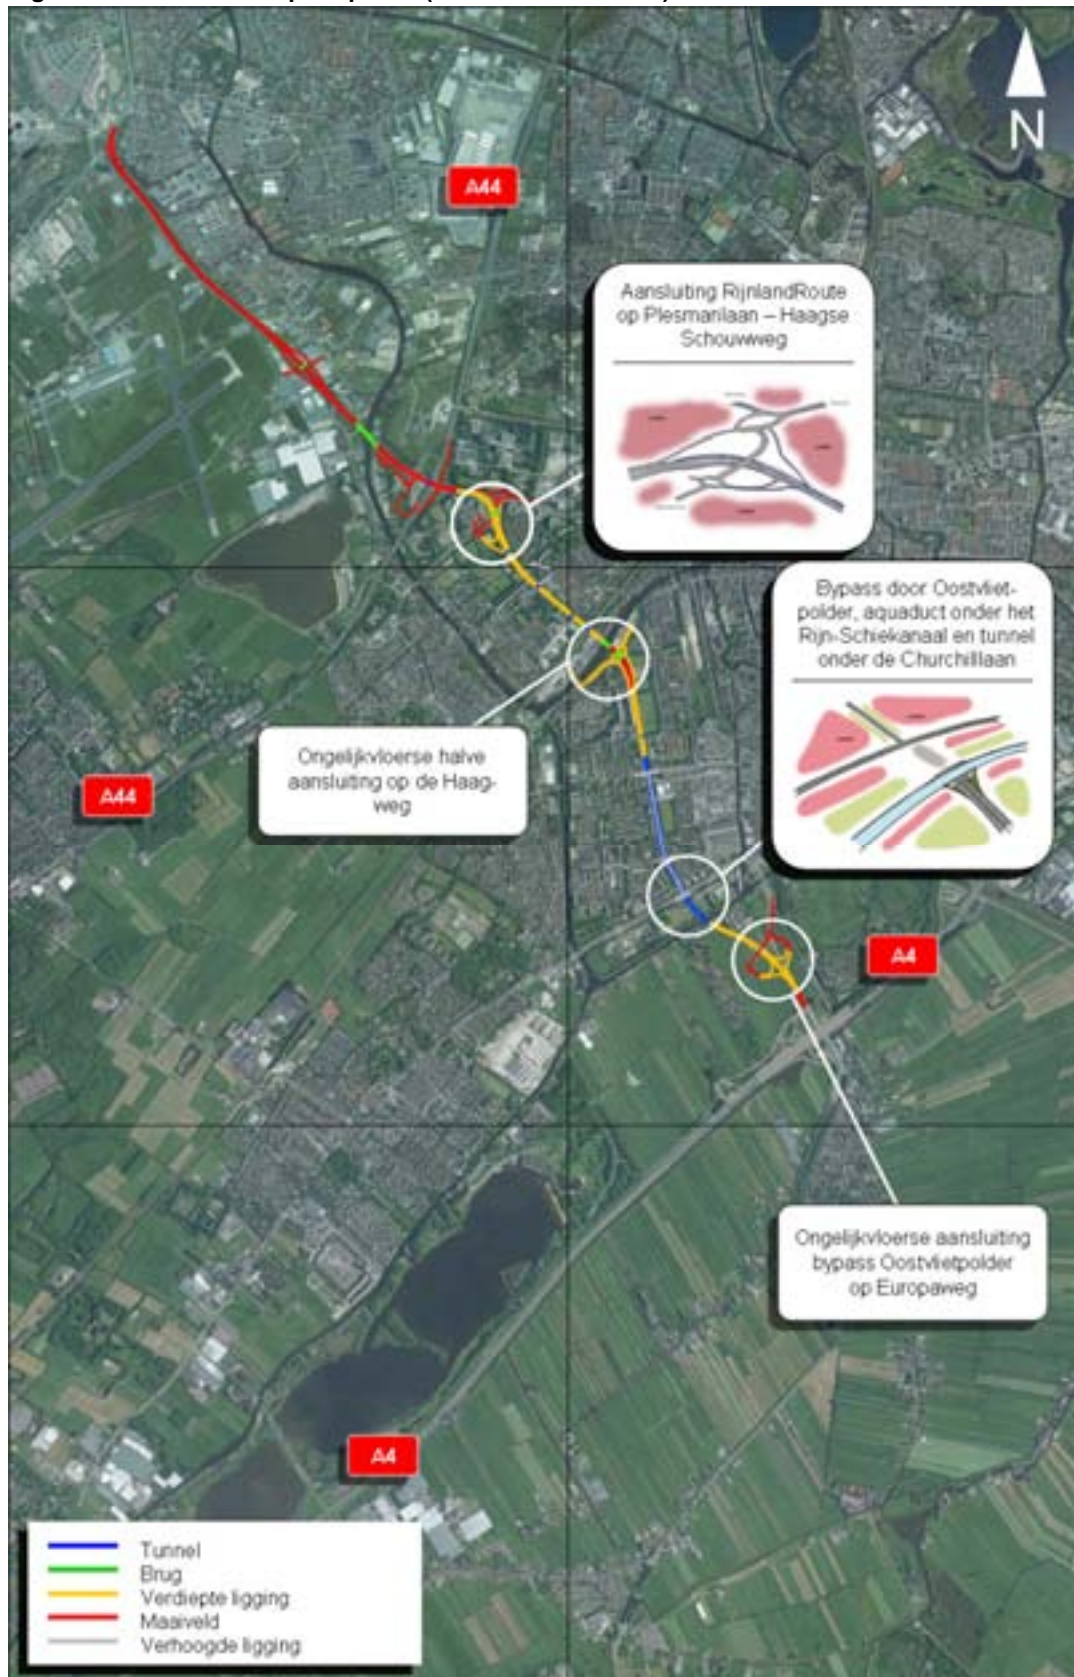 N
A44
Aansluiting RijnlandRoute
op Plesmanlaan – Haagse
Schouwweg
Bypass door Oostvliet-
polder, aquaduct onder het
Rijn-Schiekanaal en tunnel
onder de Churchilllaan
Ongelijkvloerse halve
aansluiting op de Haag-
weg
A44
A4
Ongelijkvloerse aansluiting
bypass Oostvlietpolder
op Europaweg
A4
Tunnel
Brug
Verdiepte ligging
Maaiveld
Verhoogde ligging